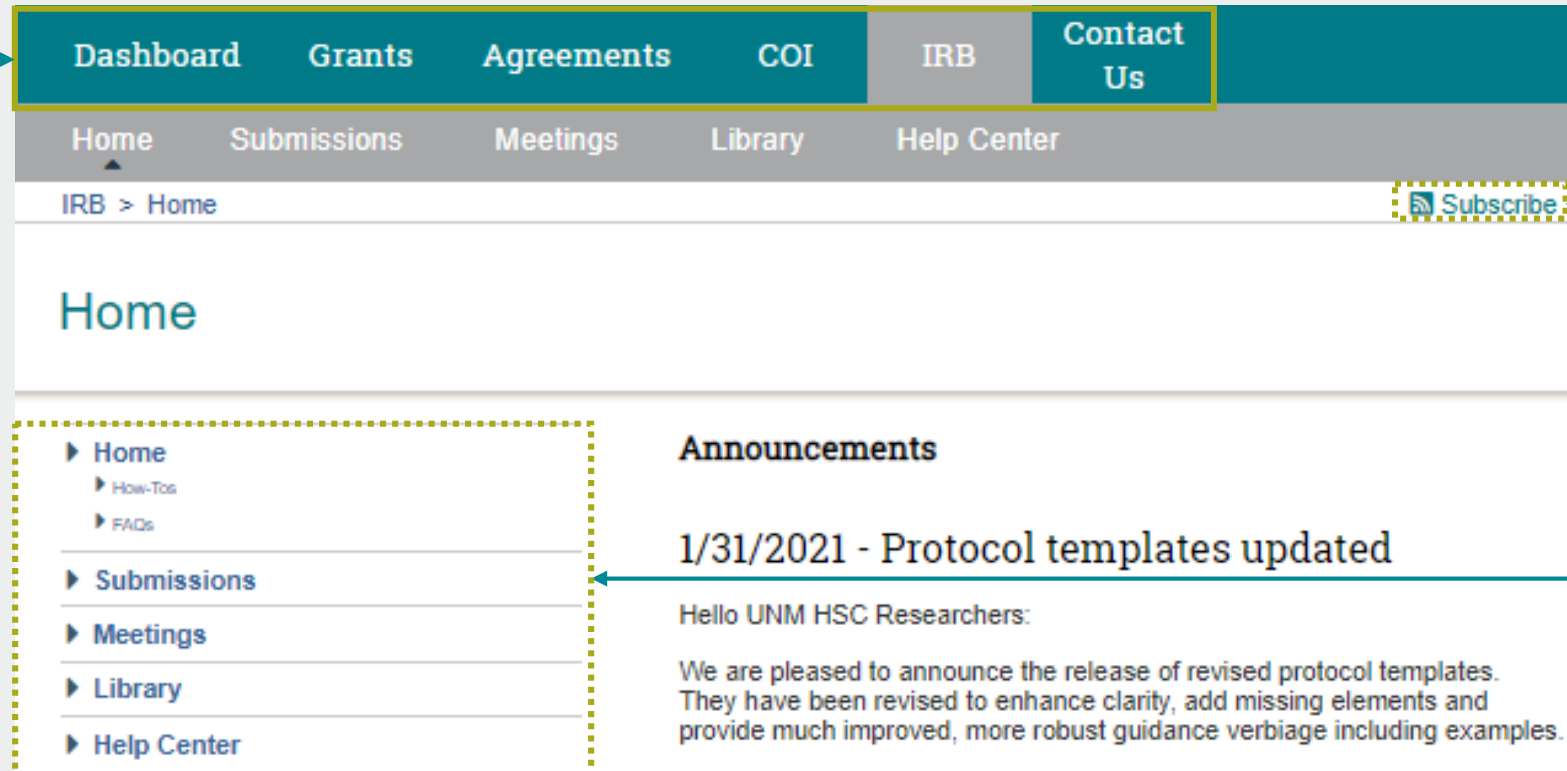 Dashboard Grants Agreements COI IRB Contact Us
Home Submissions Meetings Library Help Center
IRB > Home
Subscribe
Home
Home
How-Tos
FAQs
Submissions
Meetings
Library
Help Center
Announcements
1/31/2021 - Protocol templates updated
Hello UNM HSC Researchers:
We are pleased to announce the release of revised protocol templates.
They have been revised to enhance clarity, add missing elements and
provide much improved, more robust guidance verbiage including examples.